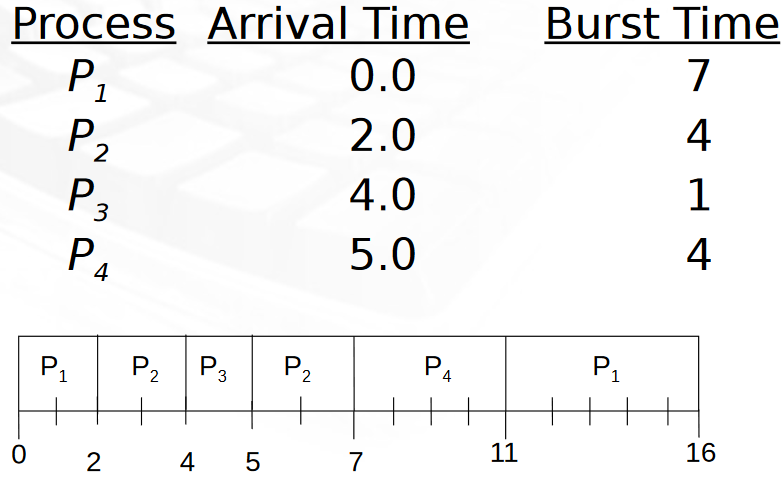 Process Arrival Time Burst Time
P1 0.0 7
P2 2.0 4
P3 4.0 1
P4 5.0 4
P1 P2 P3 P2 P4 P1
0 2 4 5 7 11 16